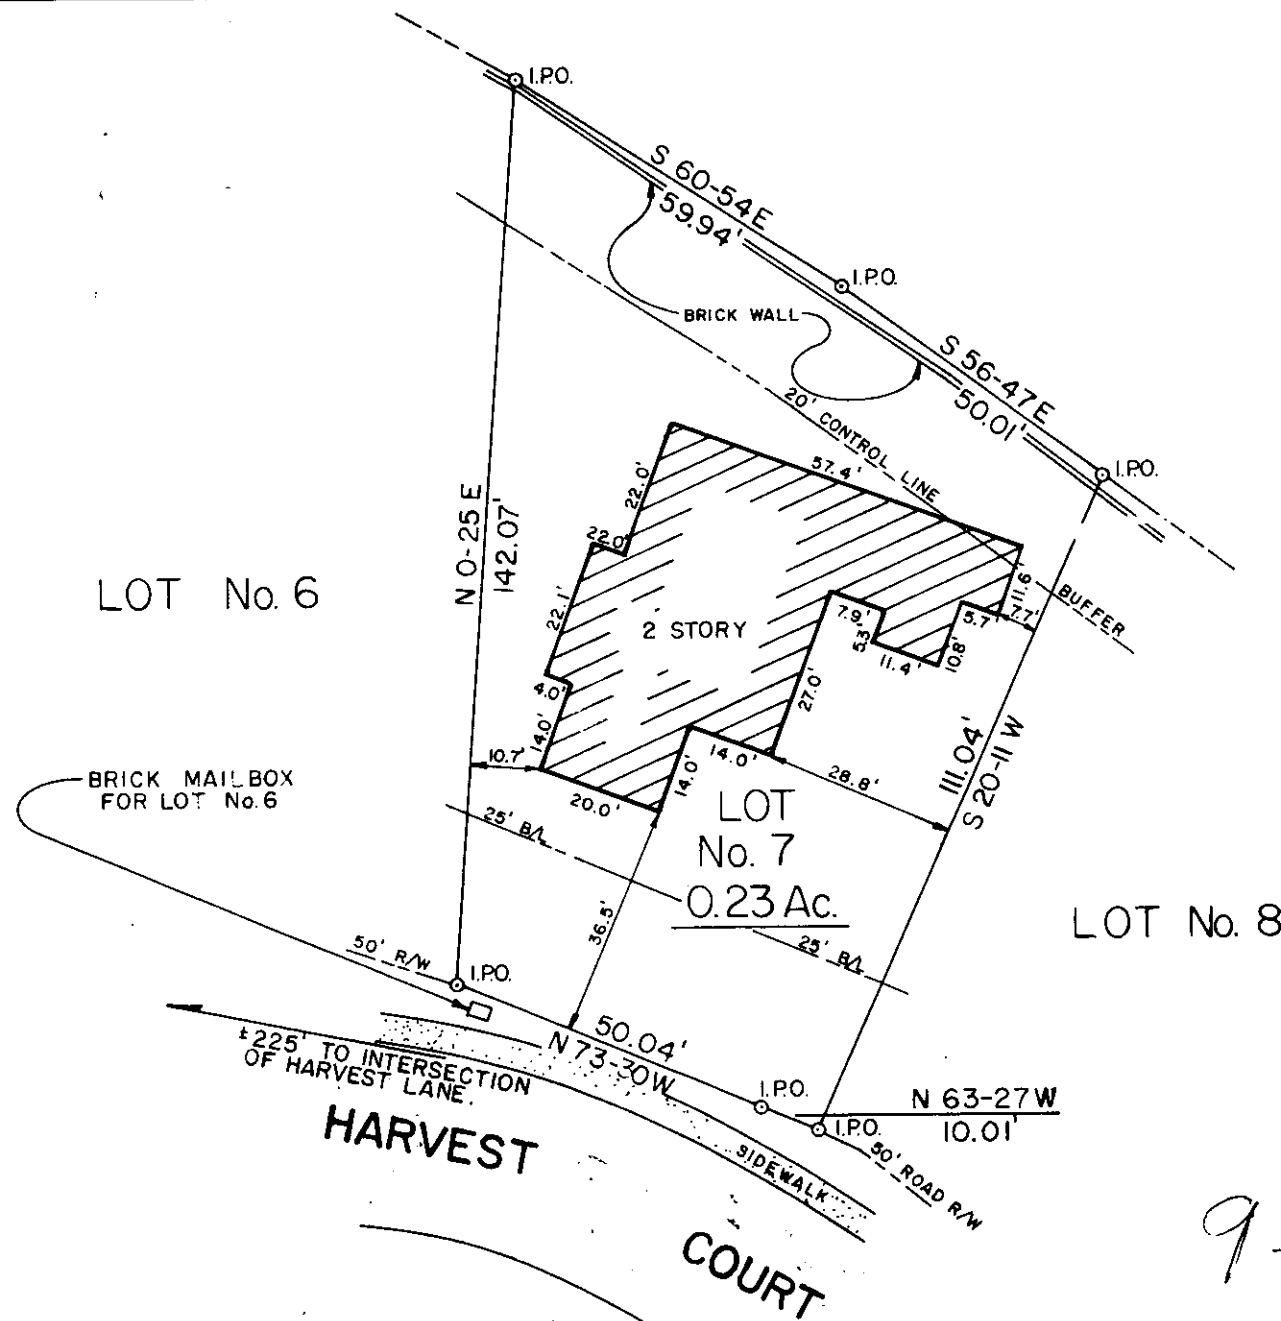 I.P.O.
S 60-54 E
59.94'
I.P.O.
BRICK WALL
S 56-47 E
50.01'
20' CONTROL LINE
BUFFER
I.P.O.
57.4'
22.0'
22.0'
N 0-25 E
142.07'
LOT No. 6
22.1'
2 STORY
7.9'
5.3'
11.4'
10.8'
5.7'
11.6'
7.7'
27.0'
4.0'
14.0'
10.7'
20.0'
14.0'
14.0'
28.8'
111.04'
S 20-11 W
BRICK MAILBOX
FOR LOT No. 6
25' B/L
LOT
No. 7
0.23 Ac.
36.5'
25' B/L
LOT No. 8
50' R/W
I.P.O.
50.04'
N 73-30 W
±225' TO INTERSECTION
OF HARVEST LANE.
I.P.O.
N 63-27 W
10.01'
I.P.O.
50' ROAD R/W
SIDEWALK
HARVEST
COURT
9-